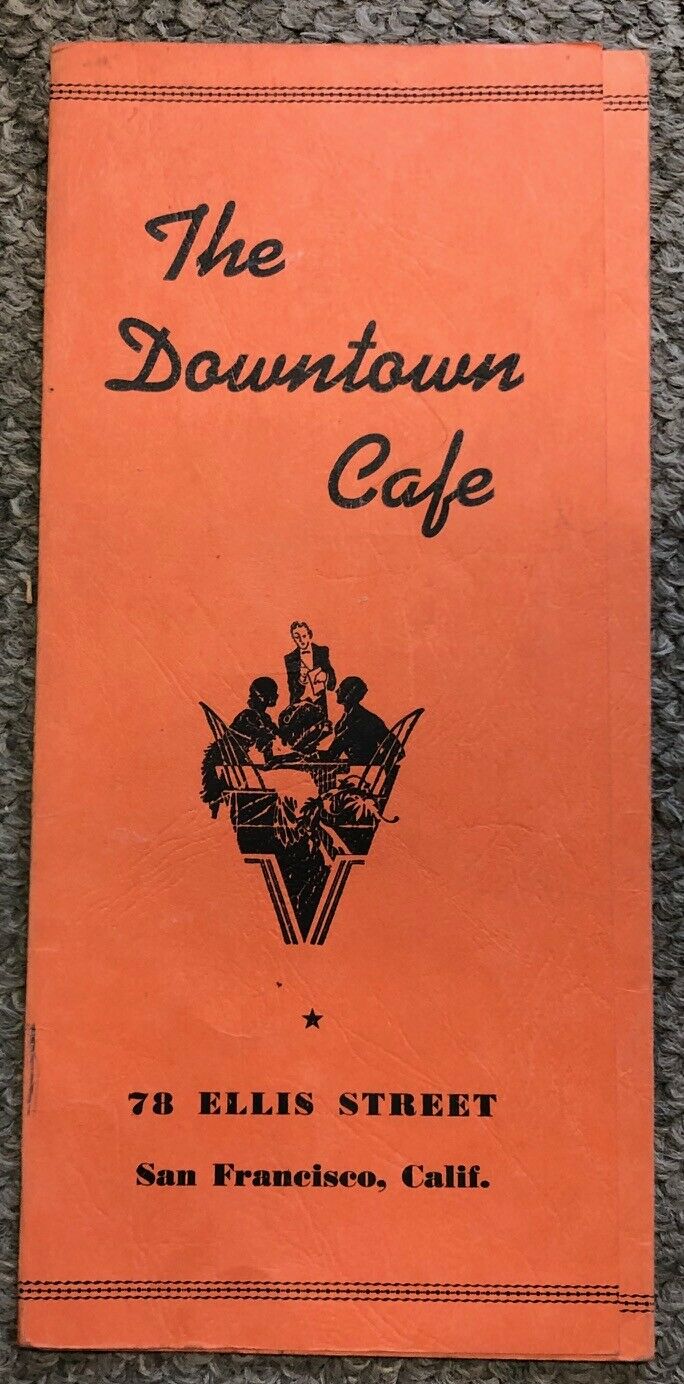 The
Downtown
Cafe
78 ELLIS STREET
San Francisco, Calif.